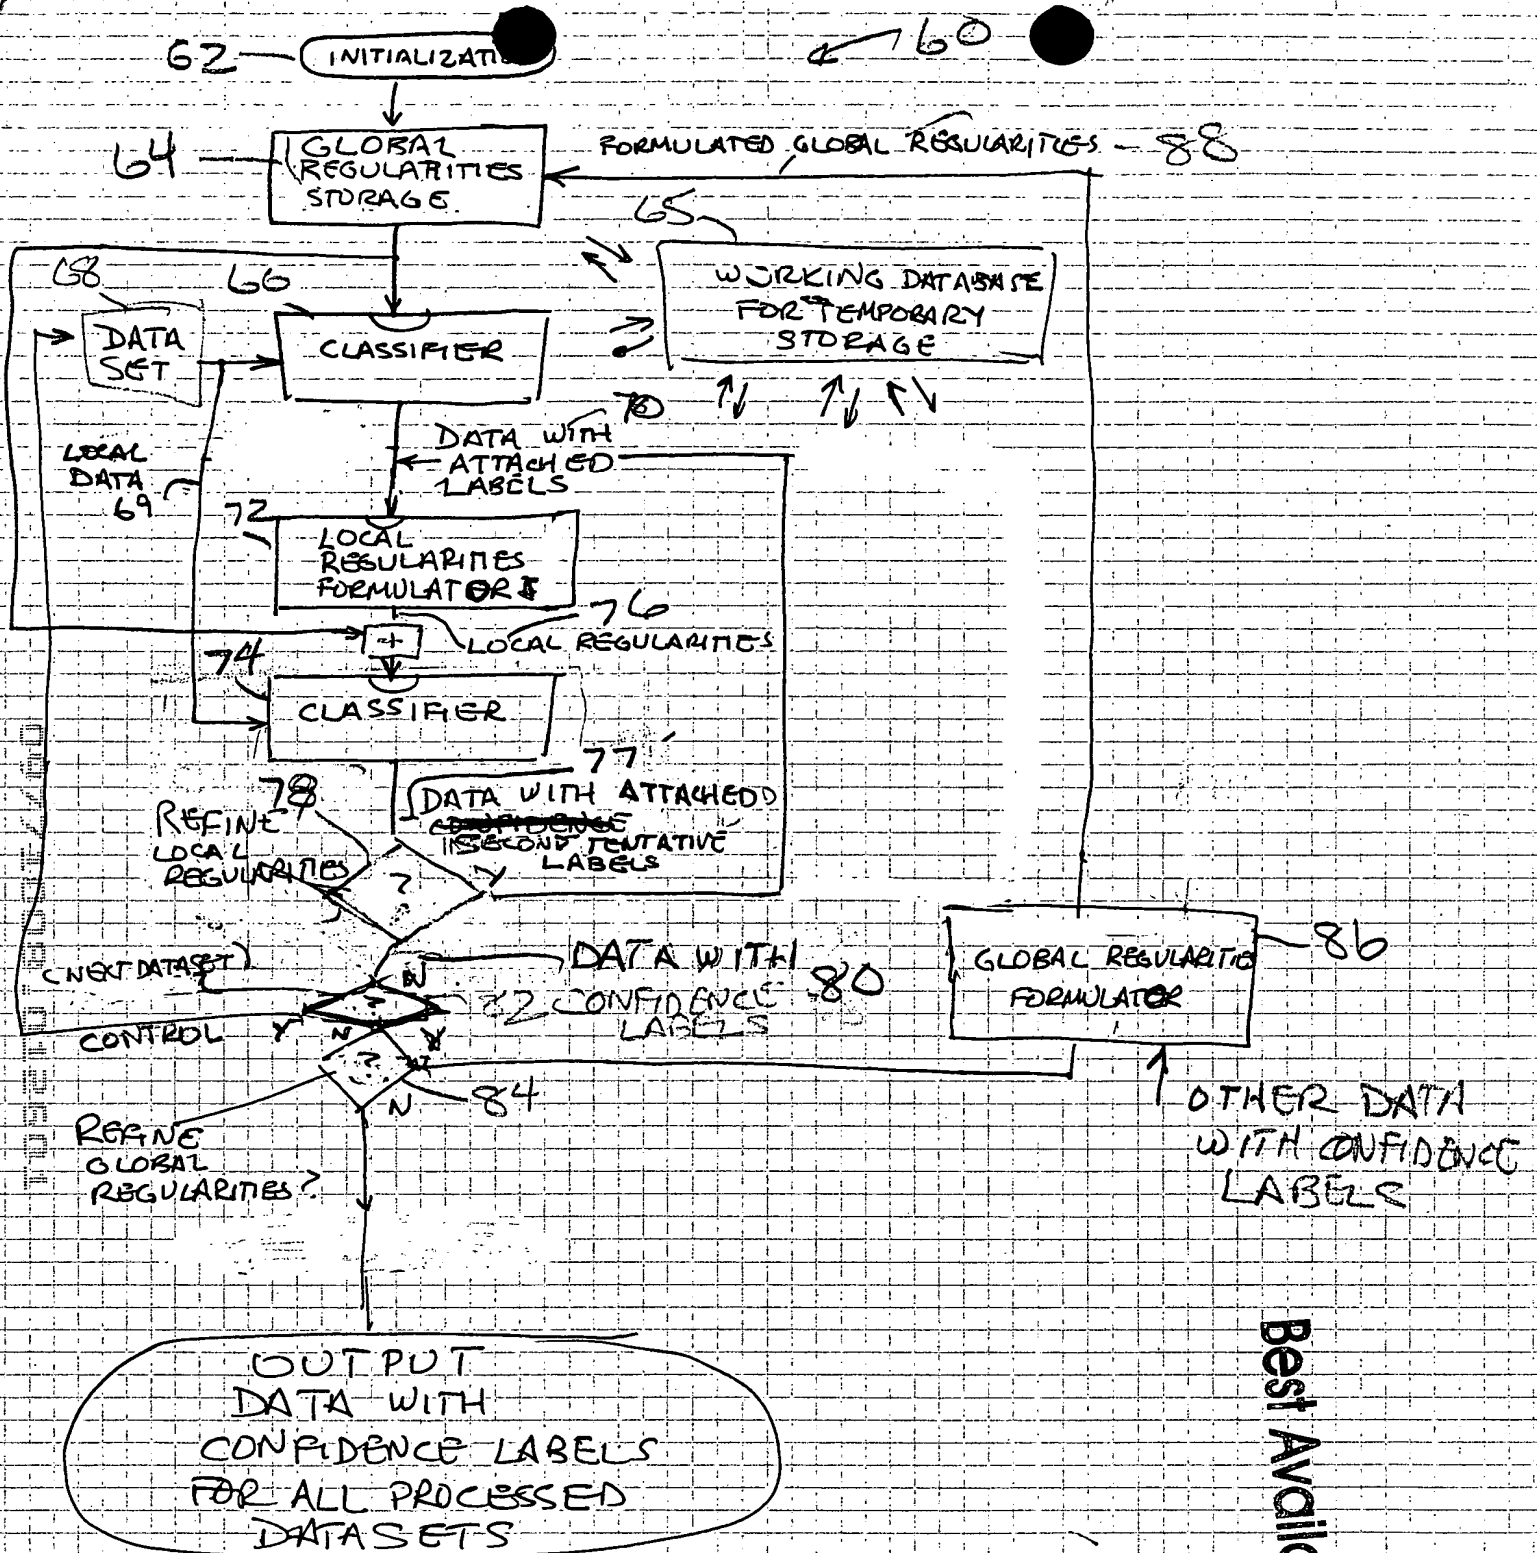 60
62
64
GLOBAL
REGULARITIES
STORAGE
FORMULATED GLOBAL REGULARITIES
88
65
WORKING DATABASE
FOR TEMPORARY
STORAGE
68
DATA
SET
66
CLASSIFIER
70
DATA WITH
ATTACHED
LABELS
LOCAL
DATA
69
72
LOCAL
REGULARITIES
FORMULATOR
76
+
LOCAL REGULARITIES
74
CLASSIFIER
77
DATA WITH ATTACHED
SECOND TENTATIVE
LABELS
78
REFINE
LOCAL
REGULARITIES
?
Y
N
(NEXT DATASET)
82
DATA WITH
CONFIDENCE
LABELS
80
?
Y
N
CONTROL
?
N
84
REFINE
GLOBAL
REGULARITIES?
GLOBAL REGULARITIE
FORMULATOR
86
OTHER DATA
WITH CONFIDENCE
LABELS
OUTPUT
DATA WITH
CONFIDENCE LABELS
FOR ALL PROCESSED
DATASETS
Best